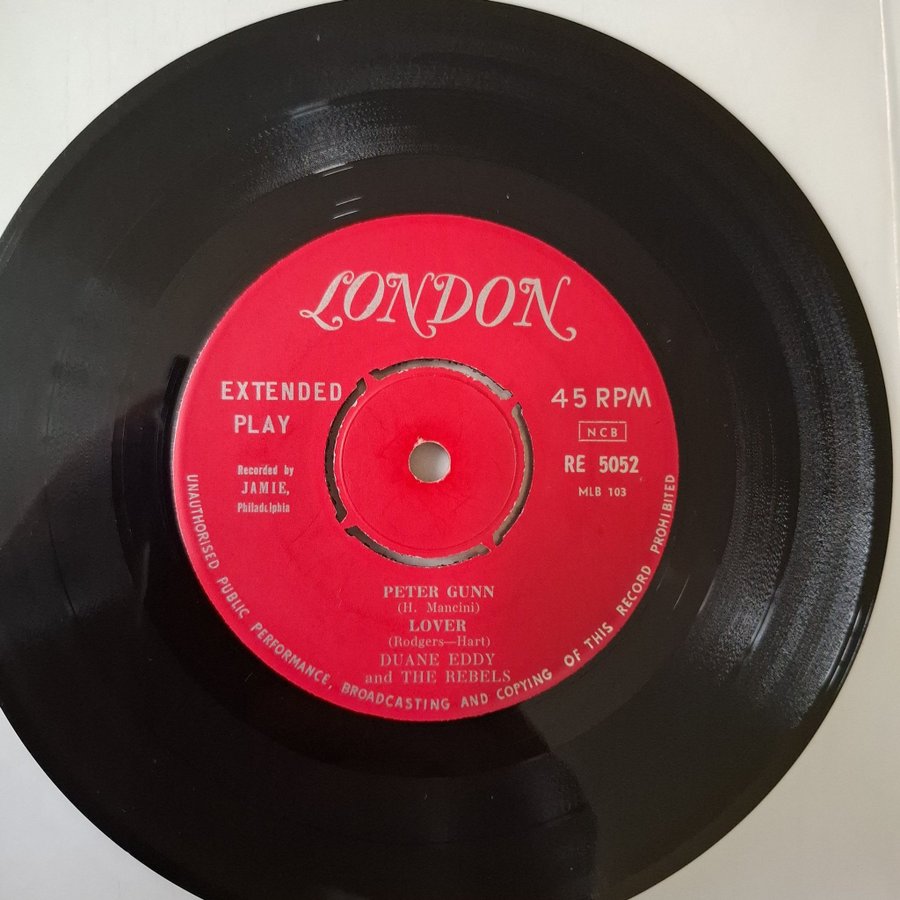 LONDON
EXTENDED
PLAY
45 RPM
NCB
RE 5052
MLB 103
Recorded by
JAMIE,
Philadelphia
PETER GUNN
(H. Mancini)
LOVER
(Rodgers—Hart)
DUANE EDDY
and THE REBELS
UNAUTHORISED PUBLIC PERFORMANCE, BROADCASTING AND COPYING OF THIS RECORD PROHIBITED